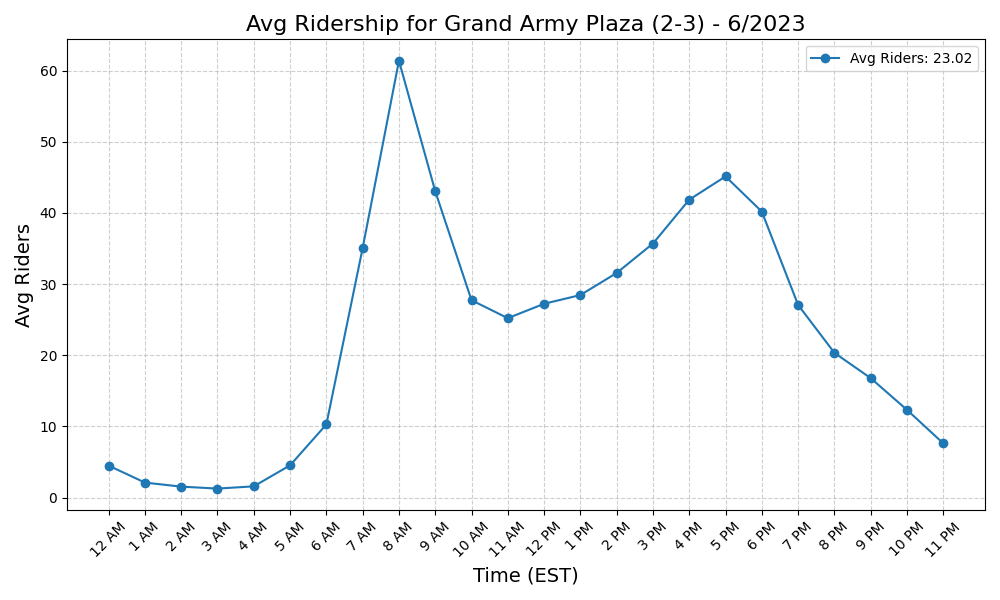 Avg Ridership for Grand Army Plaza (2-3) - 6/2023
Avg Riders: 23.02
Avg Riders
60
50
40
30
20
10
0
12 AM
1 AM
2 AM
3 AM
4 AM
5 AM
6 AM
7 AM
8 AM
9 AM
10 AM
11 AM
12 PM
1 PM
2 PM
3 PM
4 PM
5 PM
6 PM
7 PM
8 PM
9 PM
10 PM
11 PM
Time (EST)